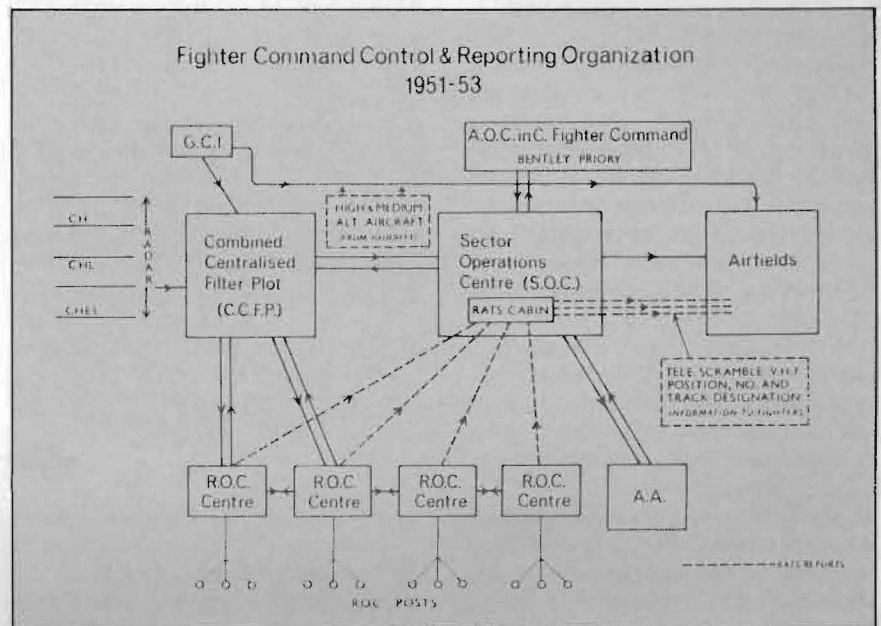 Fighter Command Control & Reporting Organization
1951-53
G.C.I.
A.O.C. in C. Fighter Command
BENTLEY PRIORY
CH
CHL
CHEL
RADAR
Combined
Centralised
Filter Plot
(C.C.F.P.)
HIGH & MEDIUM
ALT AIRCRAFT
Sector
Operations
Centre (S.O.C.)
RATS CABIN
Airfields
TELE SCRAMBLE V.H.F
POSITION, NO. AND
TRACK DESIGNATION
INFORMATION TO FIGHTERS
R.O.C.
Centre
R.O.C.
Centre
R.O.C.
Centre
R.O.C.
Centre
A.A.
RATS REPORTS
R.O.C. POSTS